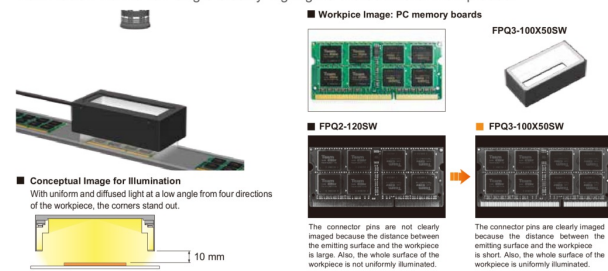 ■ Conceptual Image for Illumination
With uniform and diffused light at a low angle from four directions
of the workpiece, the corners stand out.
10 mm
■ Workpice Image: PC memory boards
FPQ3-100X50SW
■ FPQ2-120SW
The connector pins are not clearly
imaged because the distance between
the emitting surface and the workpiece
is large. Also, the whole surface of the
workpiece is not uniformly illuminated.
■ FPQ3-100X50SW
The connector pins are clearly imaged
because the distance between the
emitting surface and the workpiece
is short. Also, the whole surface of the
workpiece is uniformly illuminated.